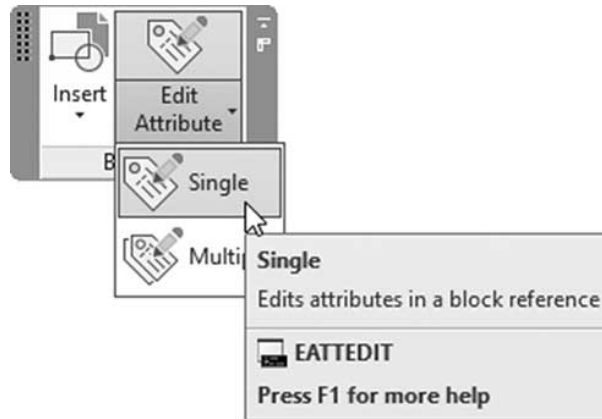 Insert
Edit
Attribute
B
Single
Multip
Single
Edits attributes in a block reference
EATTEDIT
Press F1 for more help